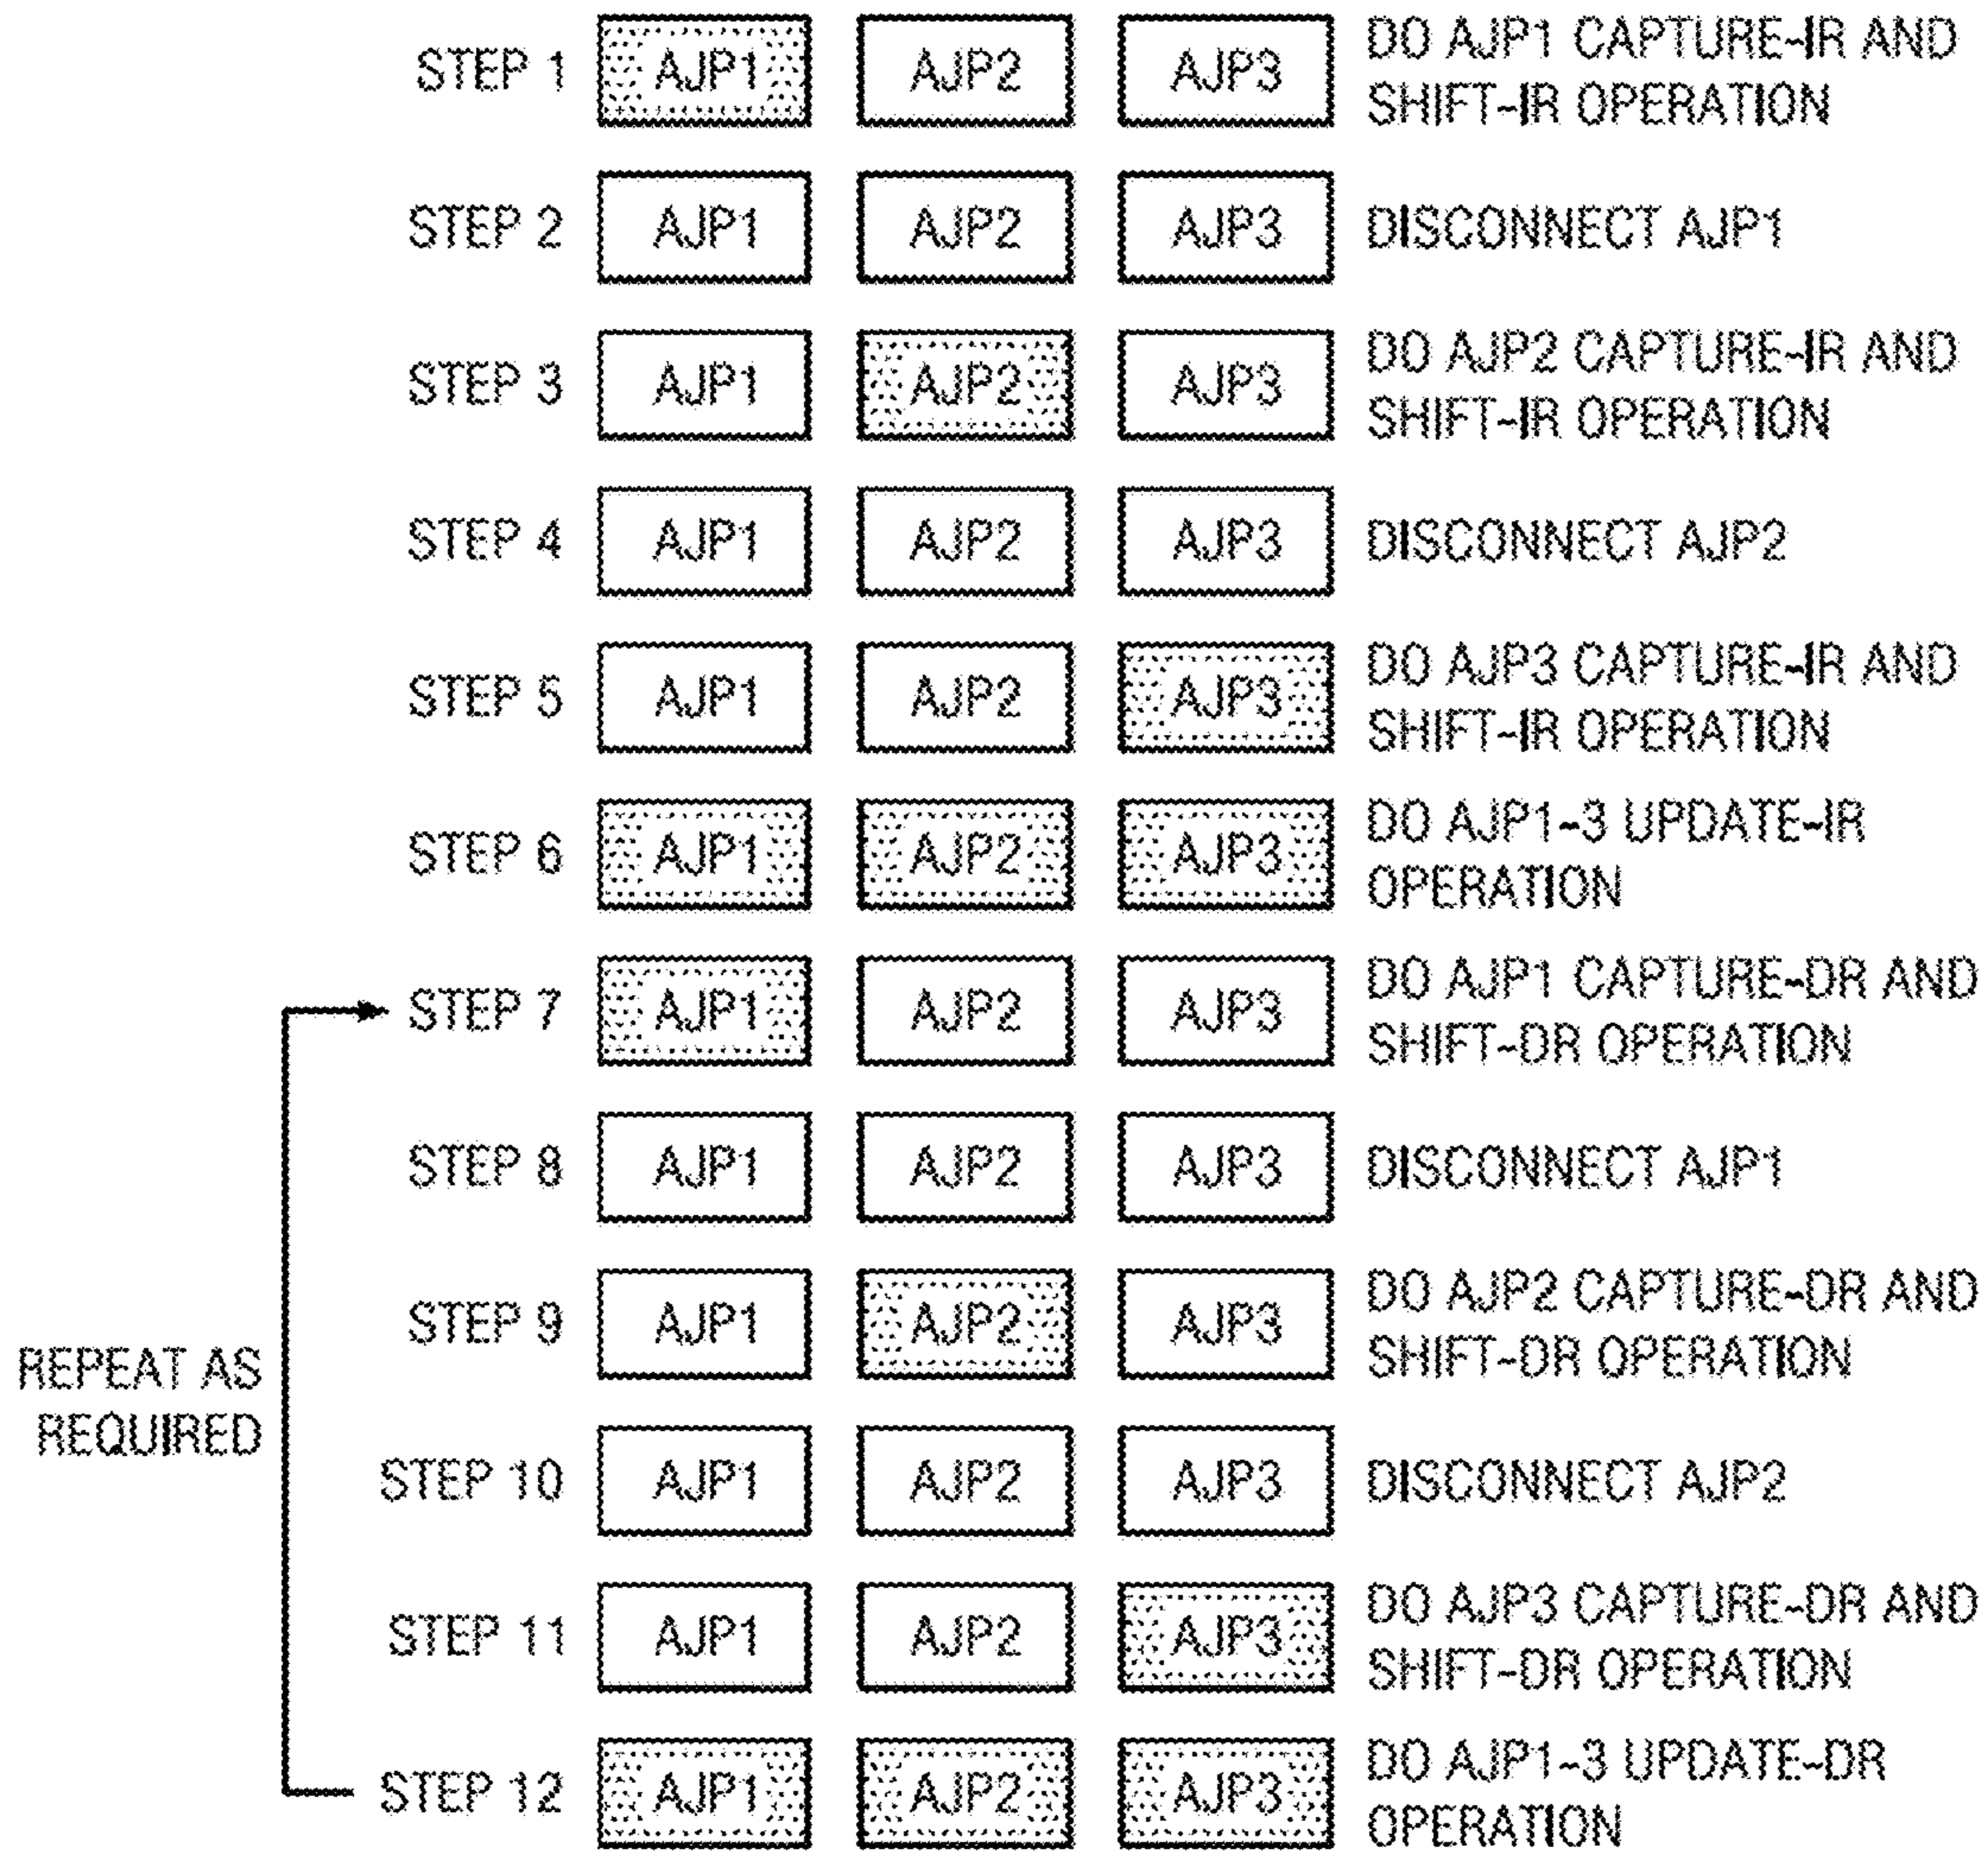 STEP 1 AJP1 AJP2 AJP3 DO AJP1 CAPTURE-IR AND
SHIFT-IR OPERATION
STEP 2 AJP1 AJP2 AJP3 DISCONNECT AJP1
STEP 3 AJP1 AJP2 AJP3 DO AJP2 CAPTURE-IR AND
SHIFT-IR OPERATION
STEP 4 AJP1 AJP2 AJP3 DISCONNECT AJP2
STEP 5 AJP1 AJP2 AJP3 DO AJP3 CAPTURE-IR AND
SHIFT-IR OPERATION
STEP 6 AJP1 AJP2 AJP3 DO AJP1-3 UPDATE-IR
OPERATION
STEP 7 AJP1 AJP2 AJP3 DO AJP1 CAPTURE-DR AND
SHIFT-DR OPERATION
STEP 8 AJP1 AJP2 AJP3 DISCONNECT AJP1
STEP 9 AJP1 AJP2 AJP3 DO AJP2 CAPTURE-DR AND
SHIFT-DR OPERATION
REPEAT AS
REQUIRED
STEP 10 AJP1 AJP2 AJP3 DISCONNECT AJP2
STEP 11 AJP1 AJP2 AJP3 DO AJP3 CAPTURE-DR AND
SHIFT-DR OPERATION
STEP 12 AJP1 AJP2 AJP3 DO AJP1-3 UPDATE-DR
OPERATION